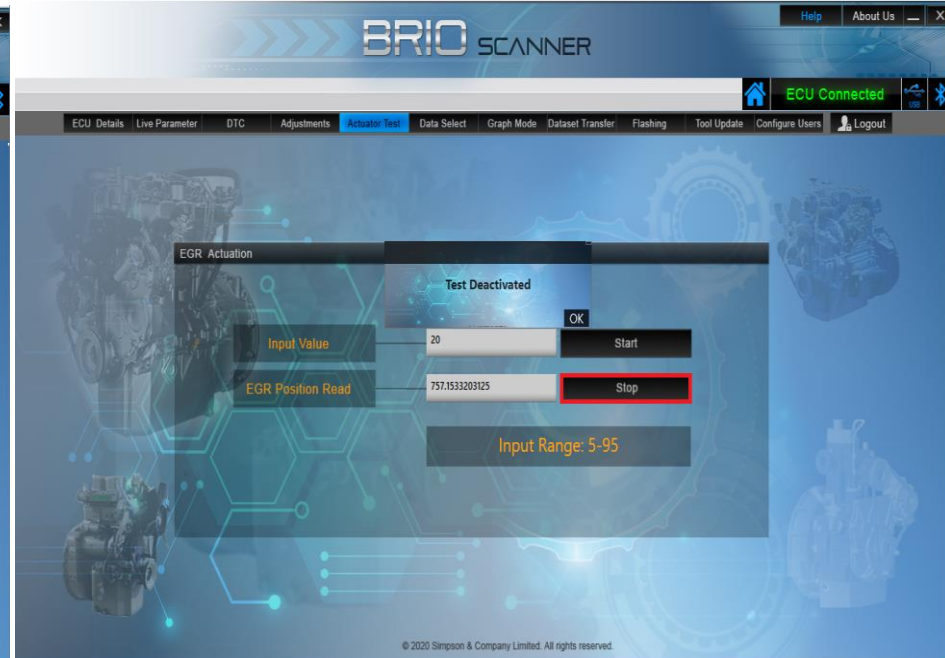 Help About Us
BRIO SCANNER
ECU Connected
USB
ECU Details Live Parameter DTC Adjustments Actuator Test Data Select Graph Mode Dataset Transfer Flashing Tool Update Configure Users Logout
EGR Actuation
Test Deactivated
OK
Input Value 20 Start
EGR Position Read 757.1533203125 Stop
Input Range: 5-95
© 2020 Simpson & Company Limited. All rights reserved.